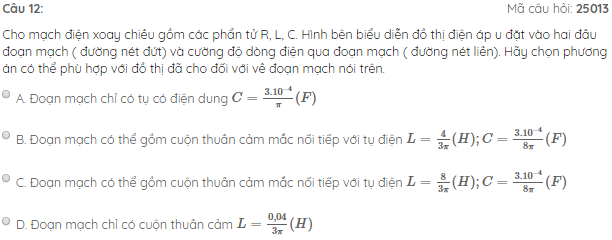 Câu 12: Mã câu hỏi: 25013
Cho mạch điện xoay chiều gồm các phần tử R, L, C. Hình bên biểu diễn đồ thị điện áp u đặt vào hai đầu
đoạn mạch ( đường nét đứt) và cường độ dòng điện qua đoạn mạch ( đường nét liên). Hãy chọn phương
án có thể phù hợp với đồ thị đã cho đối với vẽ đoạn mạch nói trên.
A. Đoạn mạch chỉ có tụ có điện dung $C = \frac{3.10^{-4}}{\pi}(F)$
B. Đoạn mạch có thể gồm cuộn thuần cảm mắc nối tiếp với tụ điện $L = \frac{4}{3\pi}(H); C = \frac{3.10^{-4}}{8\pi}(F)$
C. Đoạn mạch có thể gồm cuộn thuần cảm mắc nối tiếp với tụ điện $L = \frac{8}{3\pi}(H); C = \frac{3.10^{-4}}{8\pi}(F)$
D. Đoạn mạch chỉ có cuộn thuần cảm $L = \frac{0,04}{3\pi}(H)$